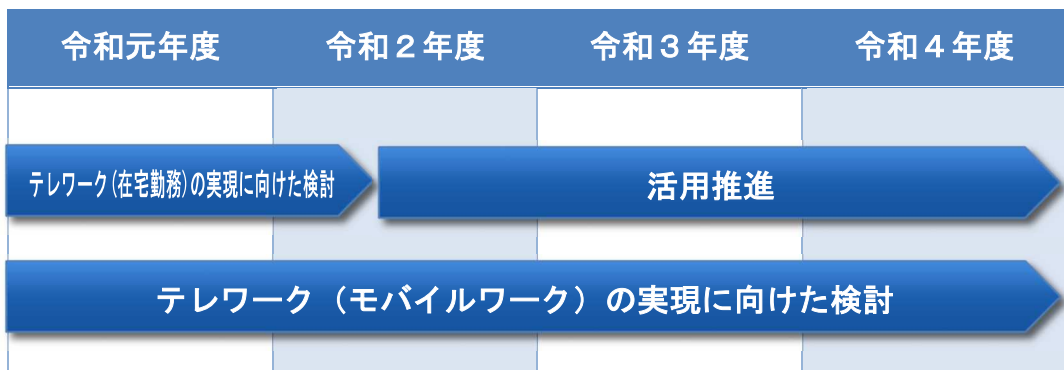 令和元年度 令和２年度 令和３年度 令和４年度
テレワーク(在宅勤務)の実現に向けた検討 活用推進
テレワーク（モバイルワーク）の実現に向けた検討